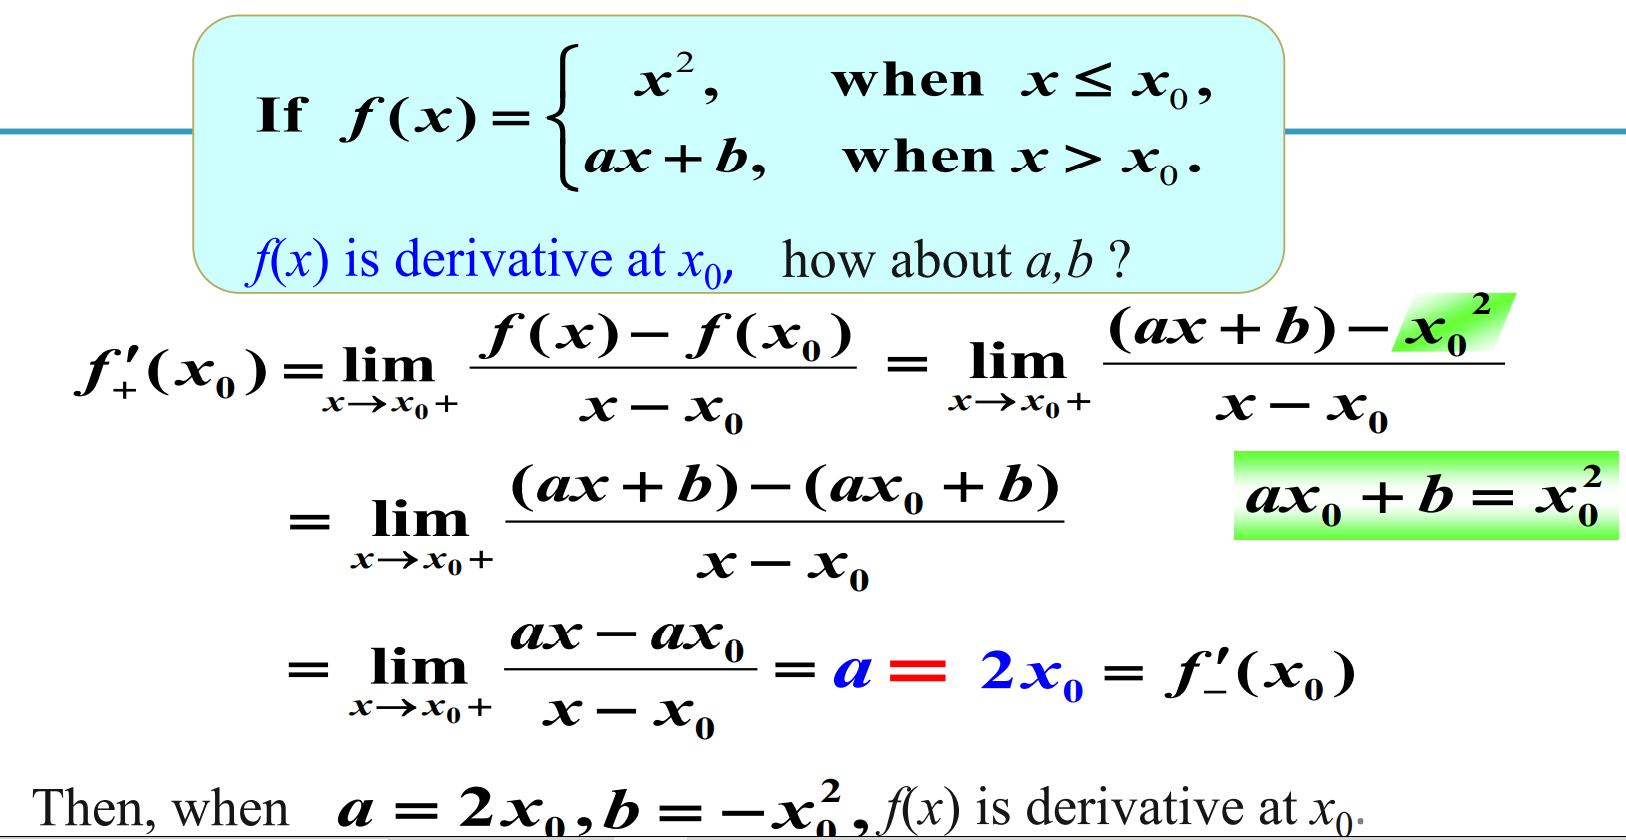 If f(x) = { x², when x ≤ x₀,
ax + b, when x > x₀.
f(x) is derivative at x₀, how about a,b ?
f₊′(x₀) = lim_{x→x₀+} (f(x) − f(x₀)) / (x − x₀) = lim_{x→x₀+} ((ax + b) − x₀²) / (x − x₀)
= lim_{x→x₀+} ((ax + b) − (ax₀ + b)) / (x − x₀) ax₀ + b = x₀²
= lim_{x→x₀+} (ax − ax₀) / (x − x₀) = a = 2x₀ = f₋′(x₀)
Then, when a = 2x₀, b = −x₀², f(x) is derivative at x₀.